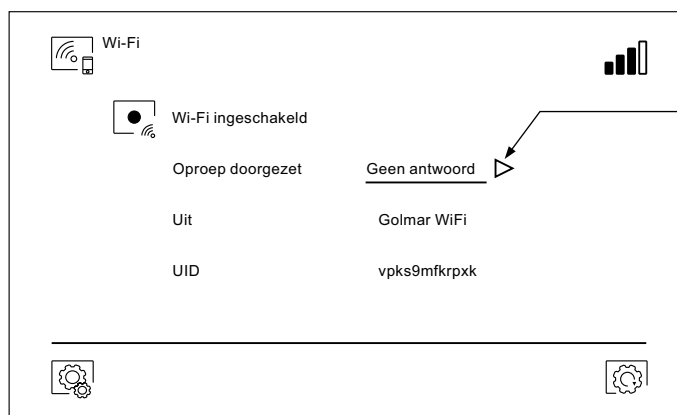 Wi-Fi
Wi-Fi ingeschakeld
Oproep doorgezet Geen antwoord
Uit Golmar WiFi
UID vpks9mfkrpxk